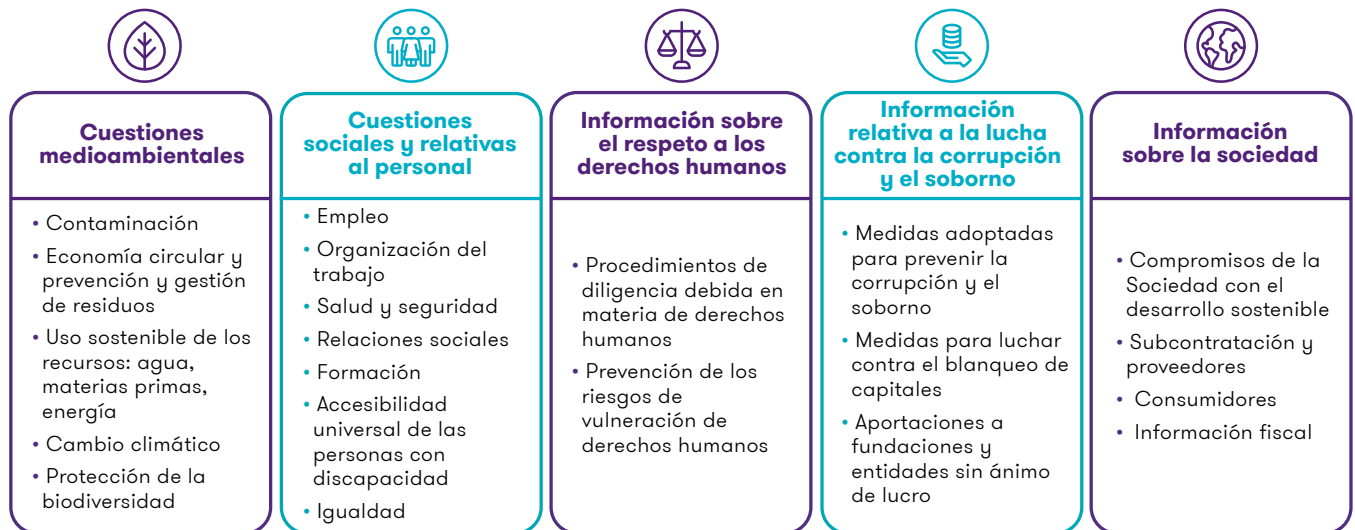 Cuestiones
medioambientales
• Contaminación
• Economía circular y
prevención y gestión
de residuos
• Uso sostenible de los
recursos: agua,
materias primas,
energía
• Cambio climático
• Protección de la
biodiversidad
Cuestiones
sociales y relativas
al personal
• Empleo
• Organización del
trabajo
• Salud y seguridad
• Relaciones sociales
• Formación
• Accesibilidad
universal de las
personas con
discapacidad
• Igualdad
Información sobre
el respeto a los
derechos humanos
• Procedimientos de
diligencia debida en
materia de derechos
humanos
• Prevención de los
riesgos de
vulneración de
derechos humanos
Información
relativa a la lucha
contra la corrupción
y el soborno
• Medidas adoptadas
para prevenir la
corrupción y el
soborno
• Medidas para luchar
contra el blanqueo de
capitales
• Aportaciones a
fundaciones y
entidades sin ánimo
de lucro
Información
sobre la sociedad
• Compromisos de la
Sociedad con el
desarrollo sostenible
• Subcontratación y
proveedores
• Consumidores
• Información fiscal